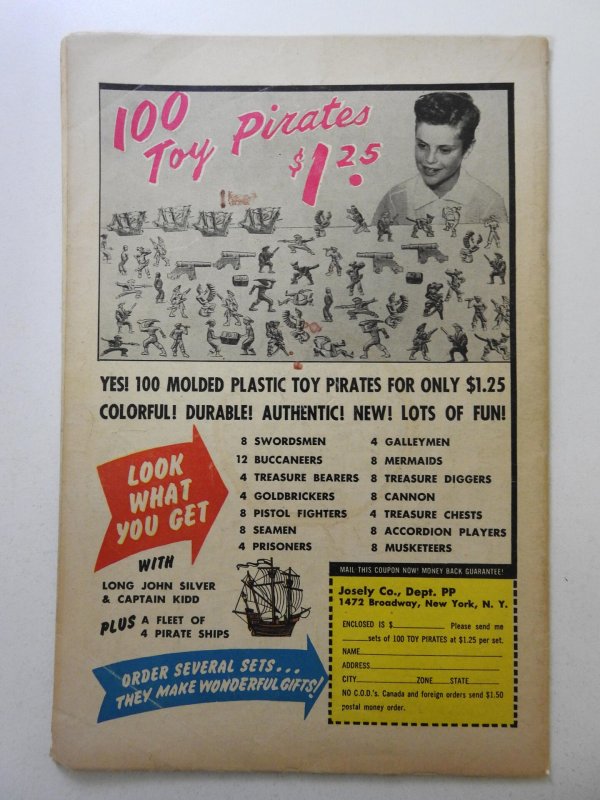 100
Toy Pirates
$1.25
YES! 100 MOLDED PLASTIC TOY PIRATES FOR ONLY $1.25
COLORFUL! DURABLE! AUTHENTIC! NEW! LOTS OF FUN!
LOOK
WHAT
YOU GET
8 SWORDSMEN
12 BUCCANEERS
4 TREASURE BEARERS
4 GOLDBRICKERS
8 PISTOL FIGHTERS
8 SEAMEN
4 PRISONERS
4 GALLEYMEN
8 MERMAIDS
8 TREASURE DIGGERS
8 CANNON
4 TREASURE CHESTS
8 ACCORDION PLAYERS
8 MUSKETEERS
WITH
LONG JOHN SILVER
& CAPTAIN KIDD
PLUS A FLEET OF
4 PIRATE SHIPS
ORDER SEVERAL SETS...
THEY MAKE WONDERFUL GIFTS!
MAIL THIS COUPON NOW! MONEY BACK GUARANTEE!
Josely Co., Dept. PP
1472 Broadway, New York, N. Y.
ENCLOSED IS $ Please send me
sets of 100 TOY PIRATES at $1.25 per set.
NAME
ADDRESS
CITY ZONE STATE
NO C.O.D.'s. Canada and foreign orders send $1.50
postal money order.